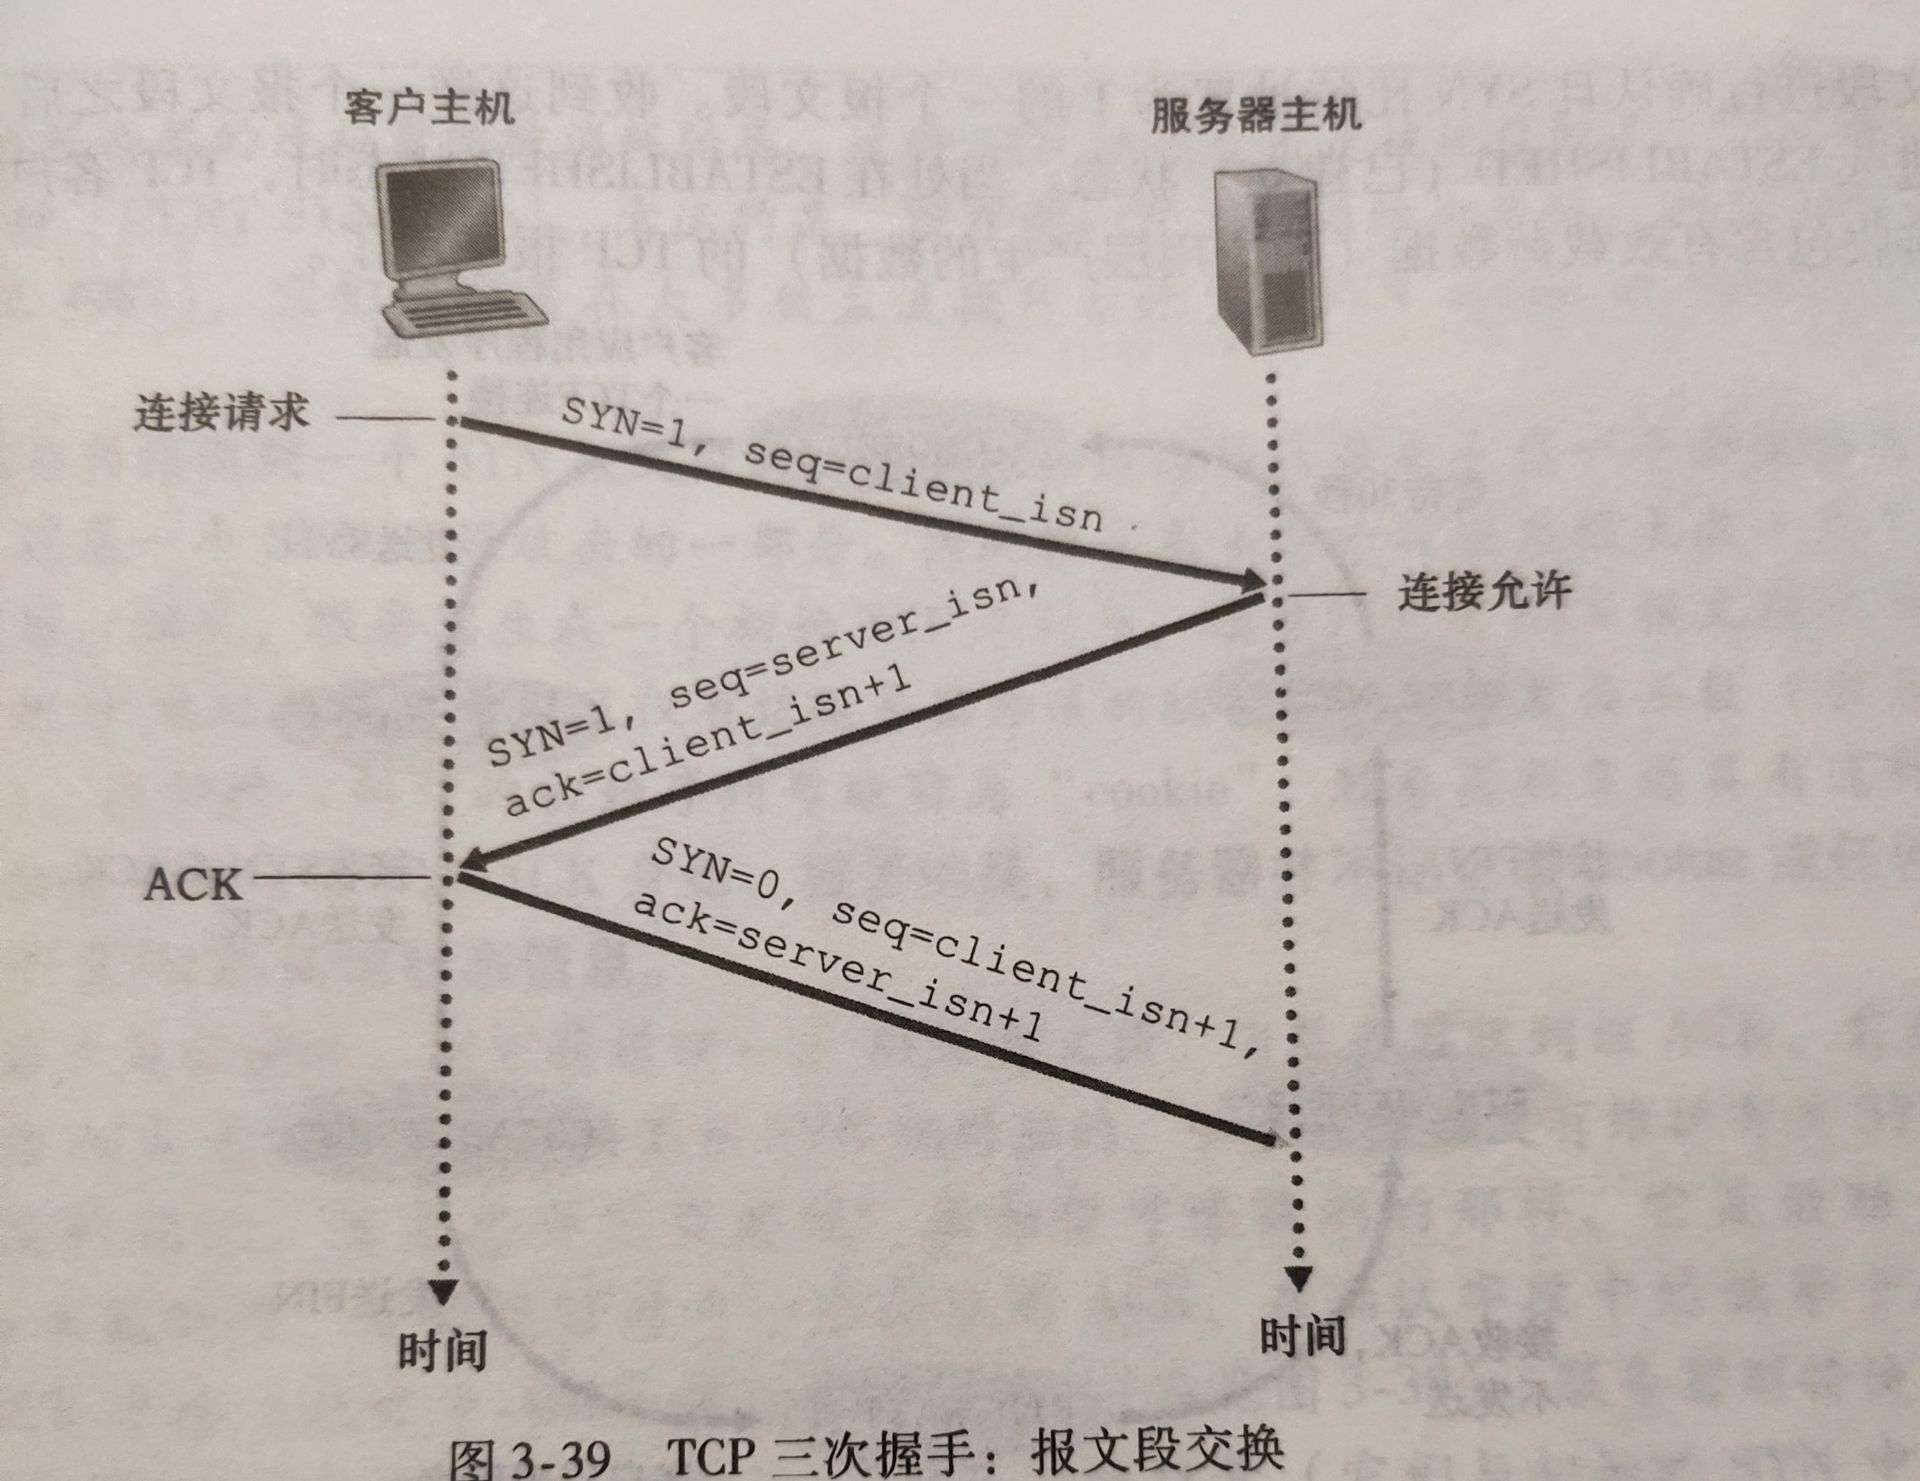 客户主机
服务器主机
连接请求
SYN=1, seq=client_isn
连接允许
SYN=1, seq=server_isn,
ack=client_isn+1
ACK
SYN=0, seq=client_isn+1,
ack=server_isn+1
时间
时间
图 3-39 TCP 三次握手：报文段交换